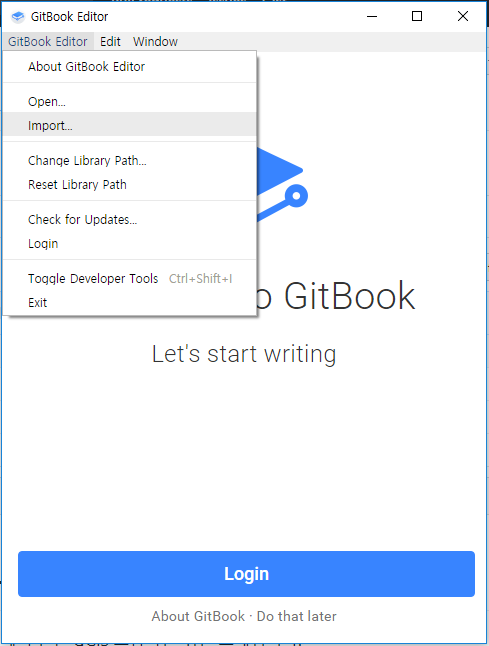 GitBook Editor
GitBook Editor Edit Window
About GitBook Editor
Open...
Import...
Change Library Path...
Reset Library Path
Check for Updates...
Login
Toggle Developer Tools Ctrl+Shift+I
Exit
GitBook
Let's start writing
Login
About GitBook · Do that later